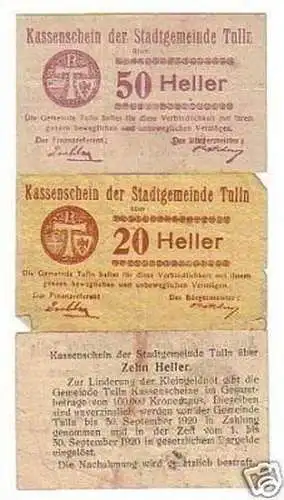 Kassenschein der Stadtgemeinde Tulln
über
50 Heller
Die Gemeinde Tulln haftet für diese Verbindlichkeit mit ihrem
ganzen beweglichen und unbeweglichen Vermögen.
Der Finanzreferent: Der Bürgermeister:
Kassenschein der Stadtgemeinde Tulln
über
20 Heller
Die Gemeinde Tulln haftet für diese Verbindlichkeit mit ihrem
ganzen beweglichen und unbeweglichen Vermögen.
Der Finanzreferent Der Bürgermeister:
Kassenschein der Stadtgemeinde Tulln über
Zehn Heller.
Zur Linderung der Kleingeldnot gibt die
Gemeinde Tulln Kassenscheine im Gesamt-
betrage von 100.000 Kronen aus. Dieselben
sind unverzinslich, werden von der Gemeinde
Tulln bis 30. September 1920 in Zahlung
genommen und in der Zeit vom 1. bis
30. September 1920 in gesetzlichem Bargelde
eingelöst.
Die Nachahmung wird gesetzlich bestraft.